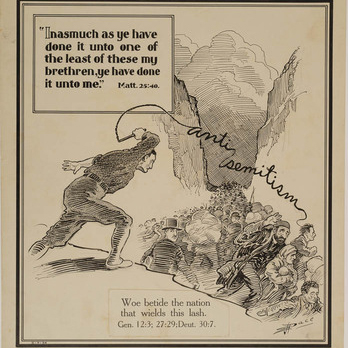 "Inasmuch as ye have
done it unto one of
the least of these my
brethren, ye have done
it unto me."   Matt. 25:40.
anti
semitism
Woe betide the nation
that wields this lash.
Gen. 12:3; 27:29; Deut. 30:7.